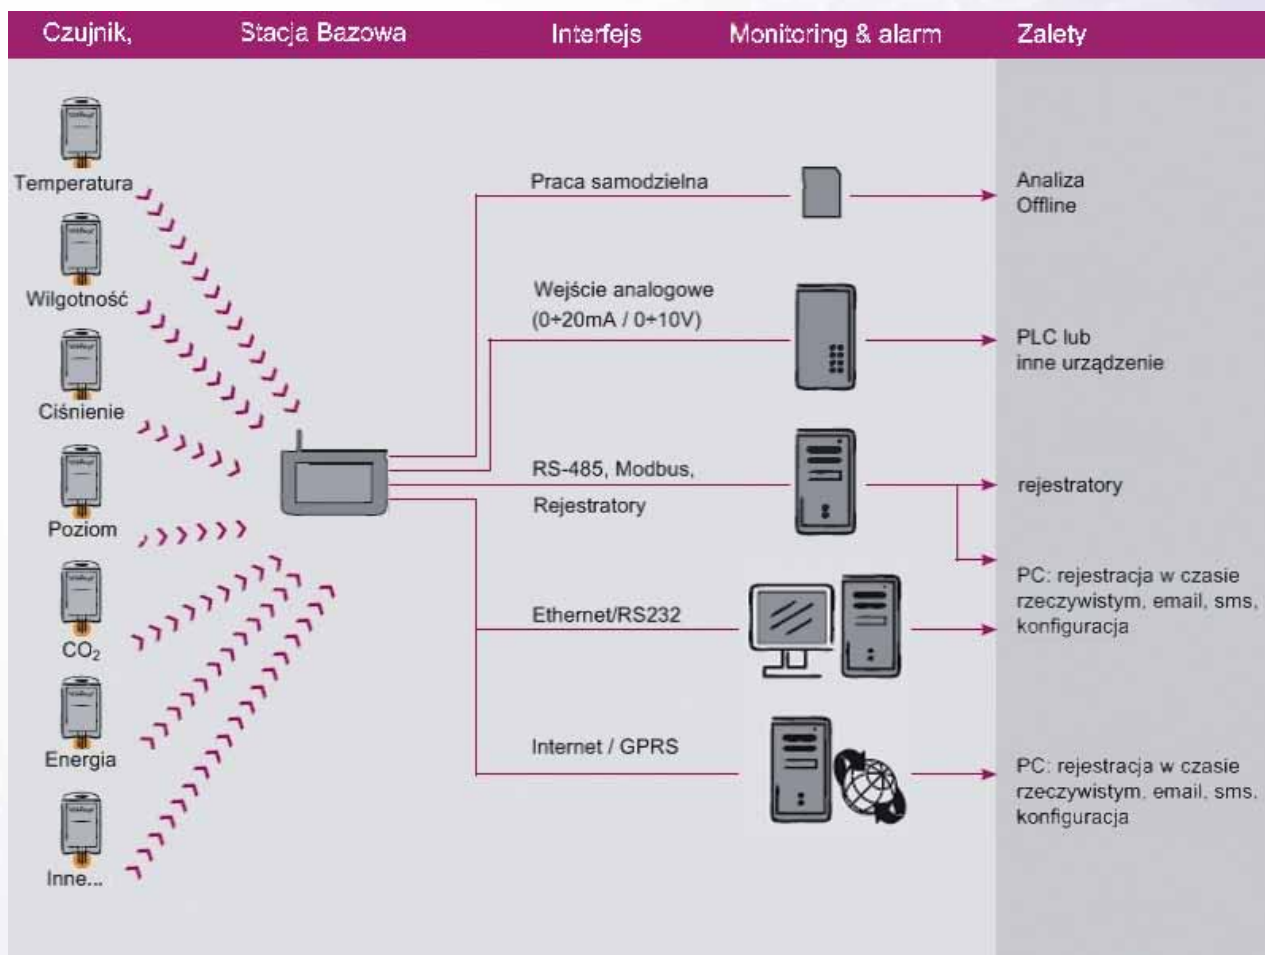 Czujnik,
Stacja Bazowa
Interfejs
Monitoring & alarm
Zalety
Temperatura
Wilgotność
Ciśnienie
Poziom
CO₂
Energia
Inne...
Praca samodzielna
Wejście analogowe
(0÷20mA / 0÷10V)
RS-485, Modbus,
Rejestratory
Ethernet/RS232
Internet / GPRS
Analiza
Offline
PLC lub
inne urządzenie
rejestratory
PC: rejestracja w czasie
rzeczywistym, email, sms,
konfiguracja
PC: rejestracja w czasie
rzeczywistym, email, sms,
konfiguracja